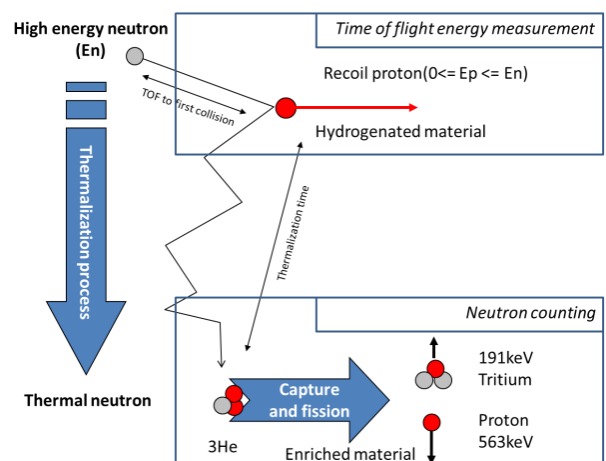 High energy neutron
(En)
Time of flight energy measurement
Recoil proton(0<= Ep <= En)
TOF to first collision
Hydrogenated material
Thermalization process
Thermalization time
Neutron counting
Thermal neutron
Capture
and fission
191keV
Tritium
Proton
563keV
3He
Enriched material